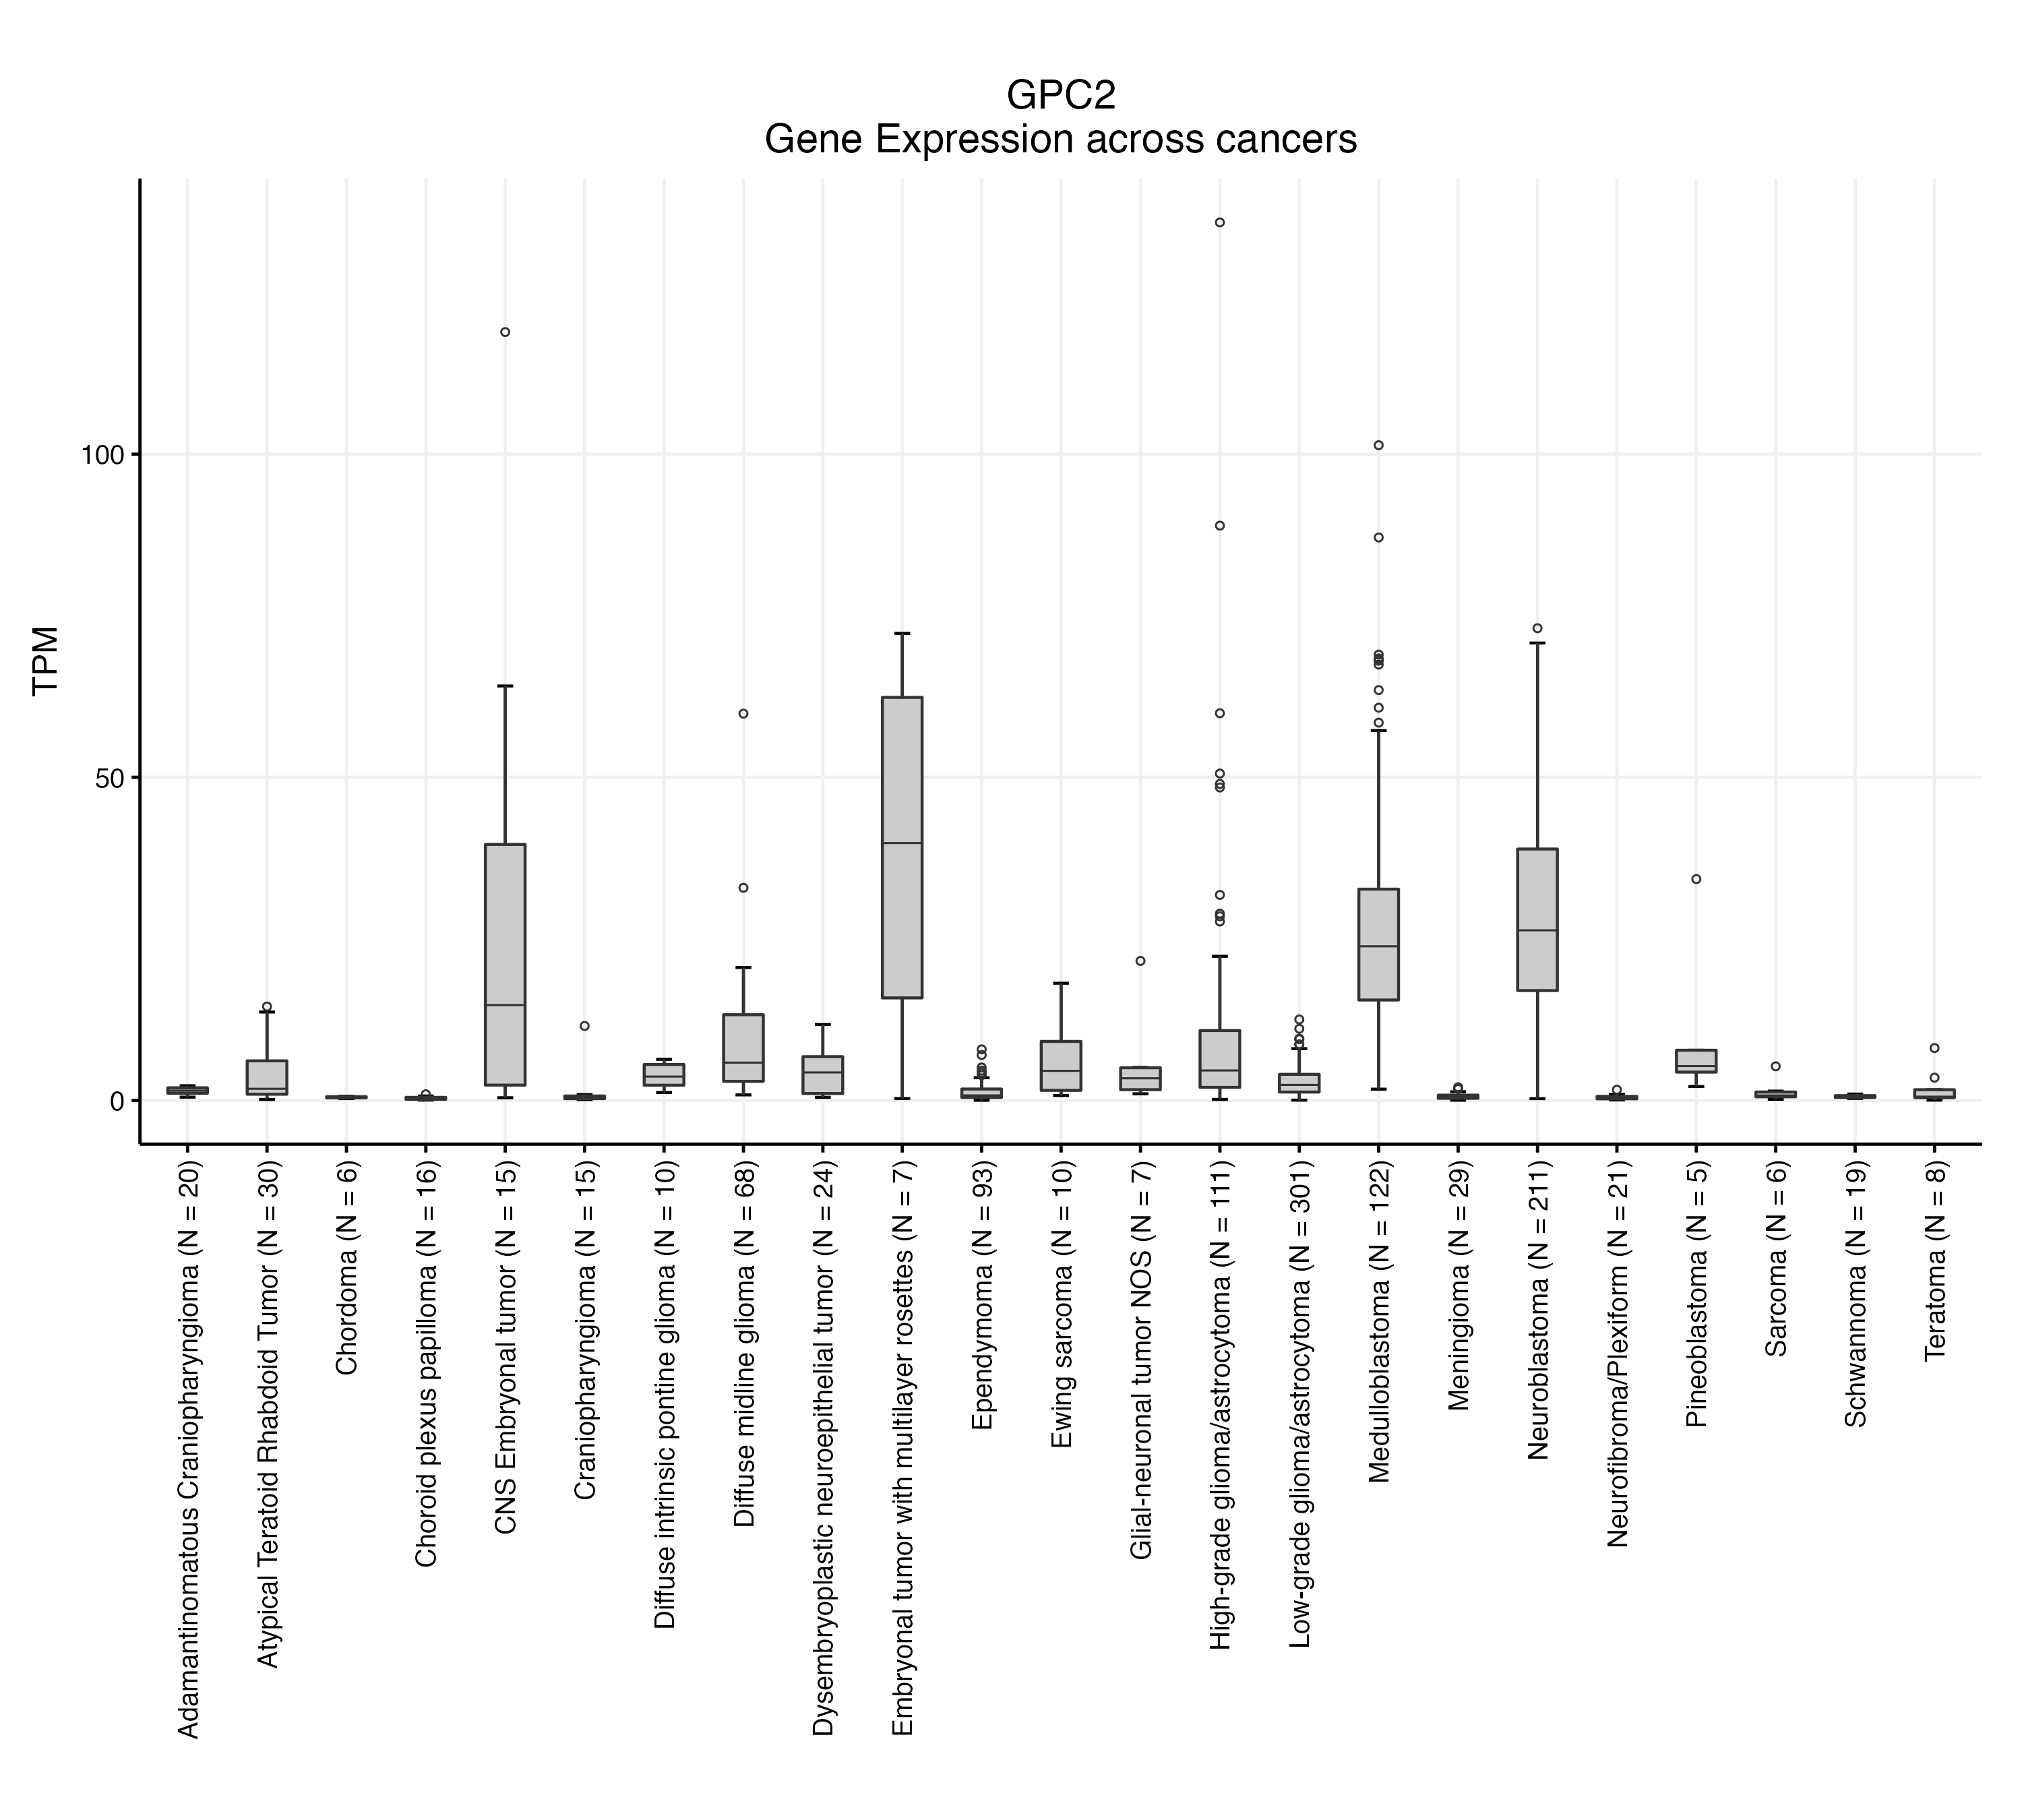 GPC2
Gene Expression across cancers
TPM
100
50
0
Adamantinomatous Craniopharyngioma (N = 20)
Atypical Teratoid Rhabdoid Tumor (N = 30)
Chordoma (N = 6)
Choroid plexus papilloma (N = 16)
CNS Embryonal tumor (N = 15)
Craniopharyngioma (N = 15)
Diffuse intrinsic pontine glioma (N = 10)
Diffuse midline glioma (N = 68)
Dysembryoplastic neuroepithelial tumor (N = 24)
Embryonal tumor with multilayer rosettes (N = 7)
Ependymoma (N = 93)
Ewing sarcoma (N = 10)
Glial-neuronal tumor NOS (N = 7)
High-grade glioma/astrocytoma (N = 111)
Low-grade glioma/astrocytoma (N = 301)
Medulloblastoma (N = 122)
Meningioma (N = 29)
Neuroblastoma (N = 211)
Neurofibroma/Plexiform (N = 21)
Pineoblastoma (N = 5)
Sarcoma (N = 6)
Schwannoma (N = 19)
Teratoma (N = 8)